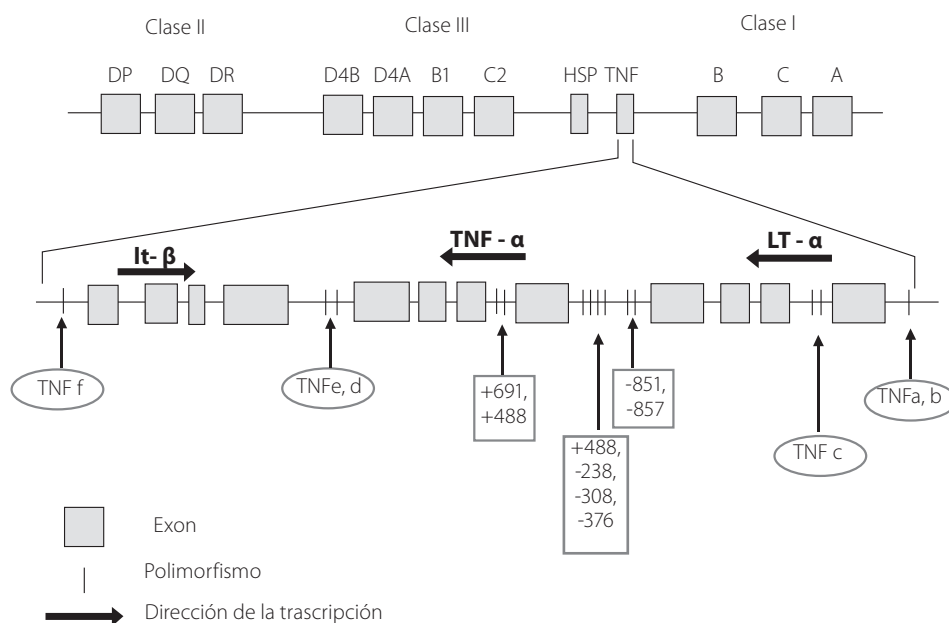 Clase II
Clase III
Clase I
DP
DQ
DR
D4B
D4A
B1
C2
HSP
TNF
B
C
A
lt- β
TNF - α
LT - α
TNF f
TNFe, d
+691,
+488
+488,
-238,
-308,
-376
-851,
-857
TNF c
TNFa, b
Exon
Polimorfismo
Dirección de la trascripción